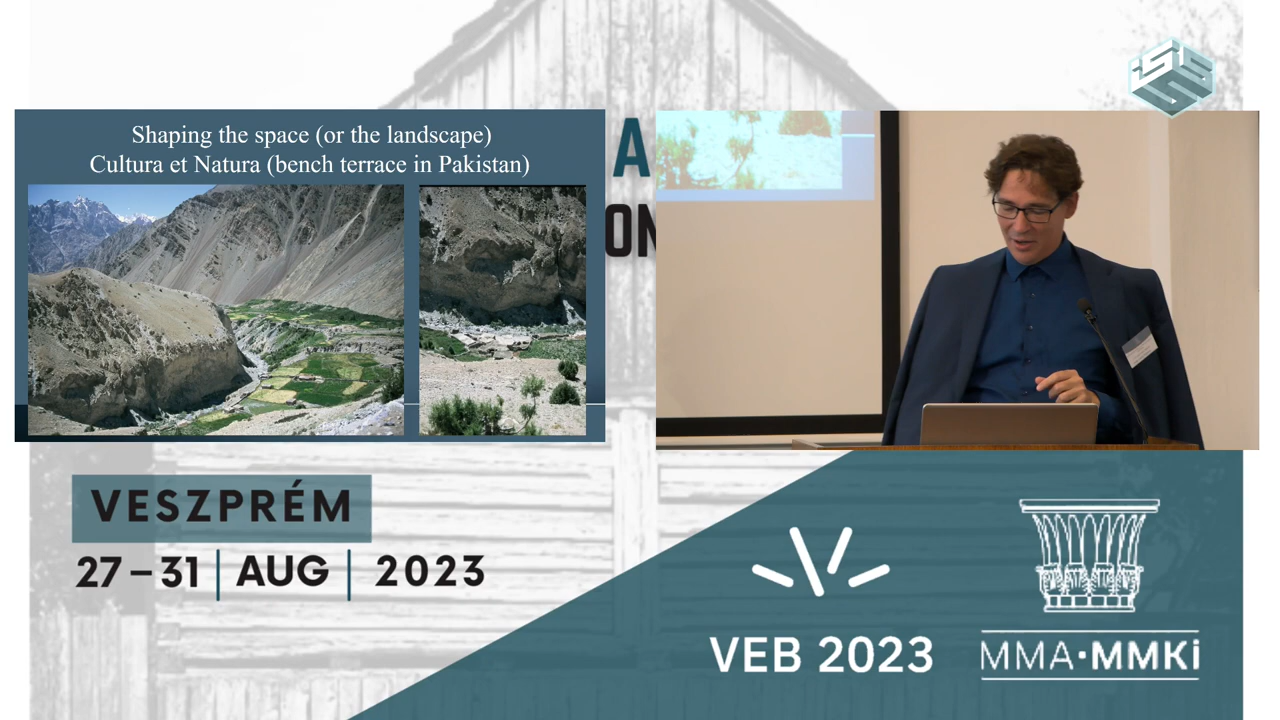 Shaping the space (or the landscape)
Cultura et Natura (bench terrace in Pakistan)
A
ON
VESZPRÉM
27–31 | AUG | 2023
VEB 2023
MMA·MMKi